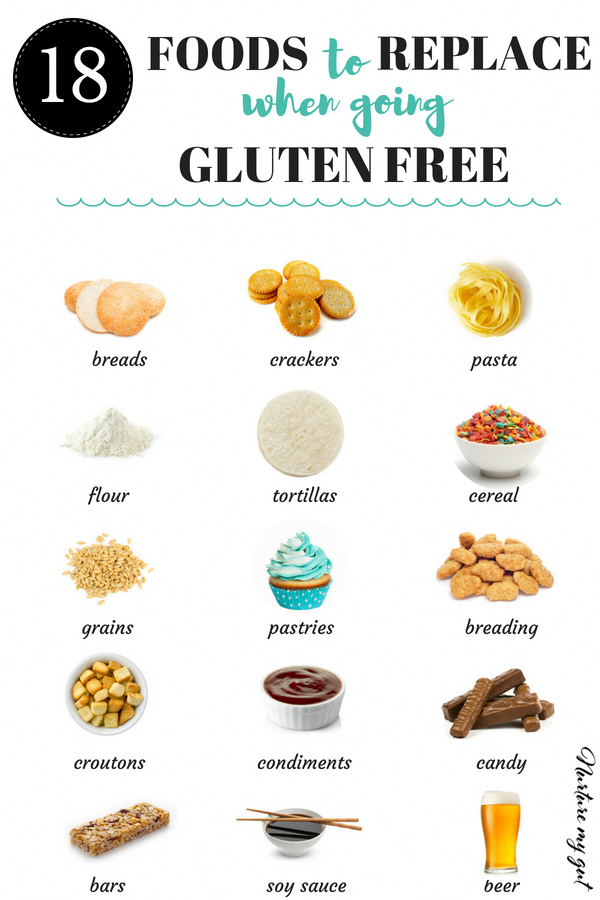 18
FOODS to REPLACE
when going
GLUTEN FREE
breads
crackers
pasta
flour
tortillas
cereal
grains
pastries
breading
croutons
condiments
candy
bars
soy sauce
beer
Nurture my gut